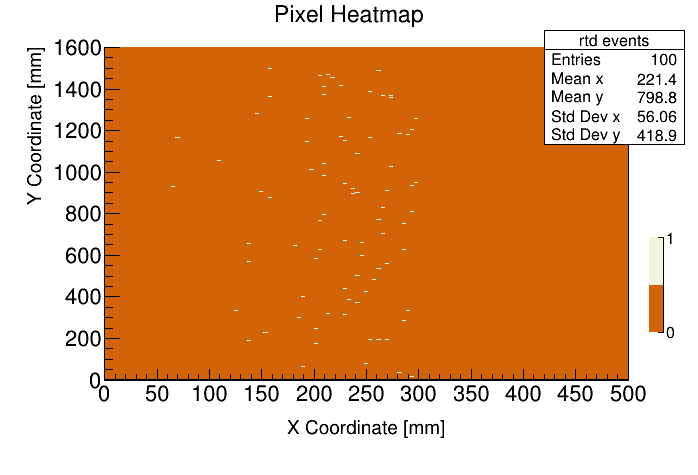 Pixel Heatmap
rtd events
Entries 100
Mean x 221.4
Mean y 798.8
Std Dev x 56.06
Std Dev y 418.9
Y Coordinate [mm]
1600
1400
1200
1000
800
600
400
200
0
0 50 100 150 200 250 300 350 400 450 500
X Coordinate [mm]
1
0